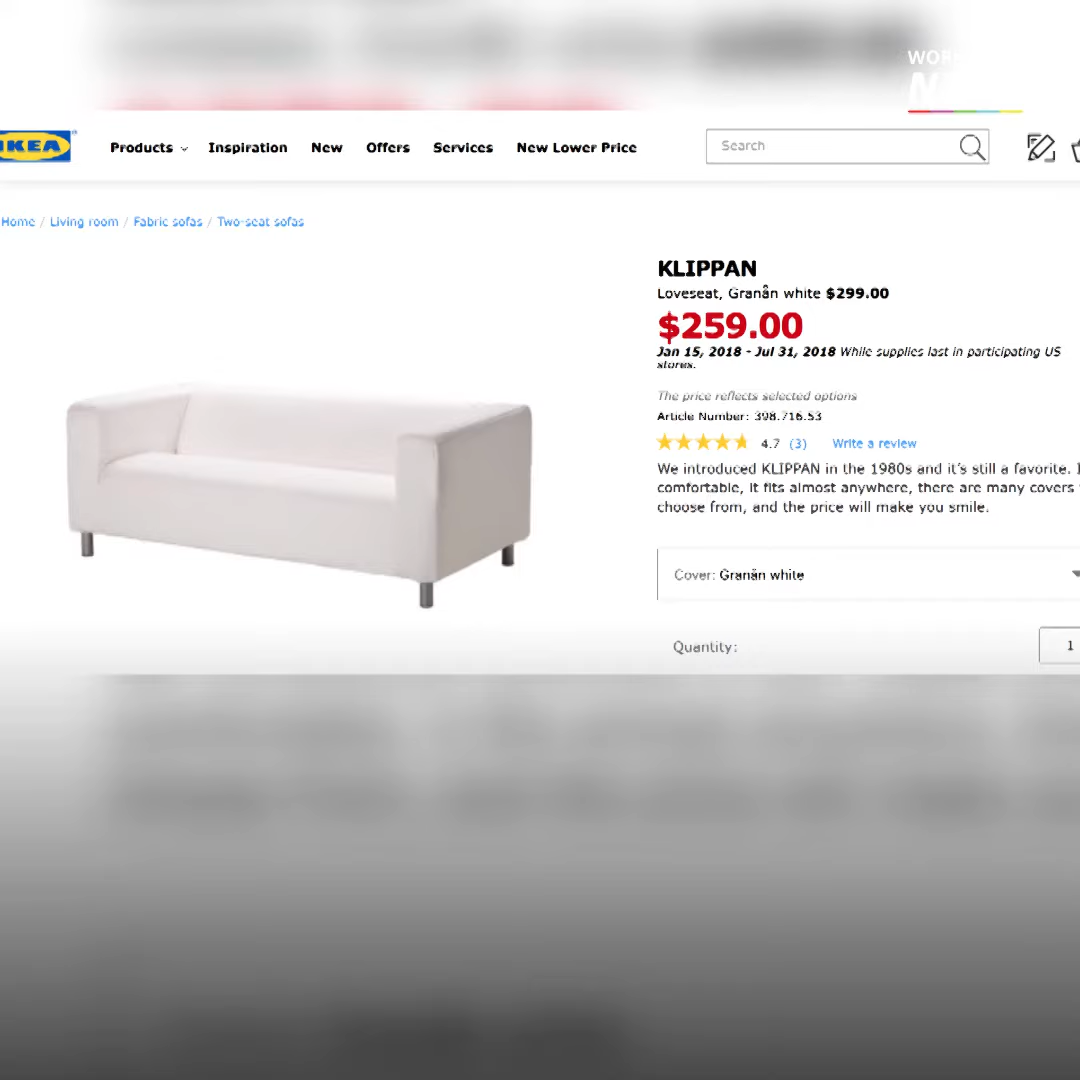 WOR
IKEA
Products Inspiration New Offers Services New Lower Price Search
Home / Living room / Fabric sofas / Two-seat sofas
KLIPPAN
Loveseat, Granån white $299.00
$259.00
Jan 15, 2018 - Jul 31, 2018 While supplies last in participating US
stores.
The price reflects selected options
Article Number: 398.716.53
4.7 (3) Write a review
We introduced KLIPPAN in the 1980s and it's still a favorite.
comfortable, it fits almost anywhere, there are many covers
choose from, and the price will make you smile.
Cover: Granån white
Quantity: 1